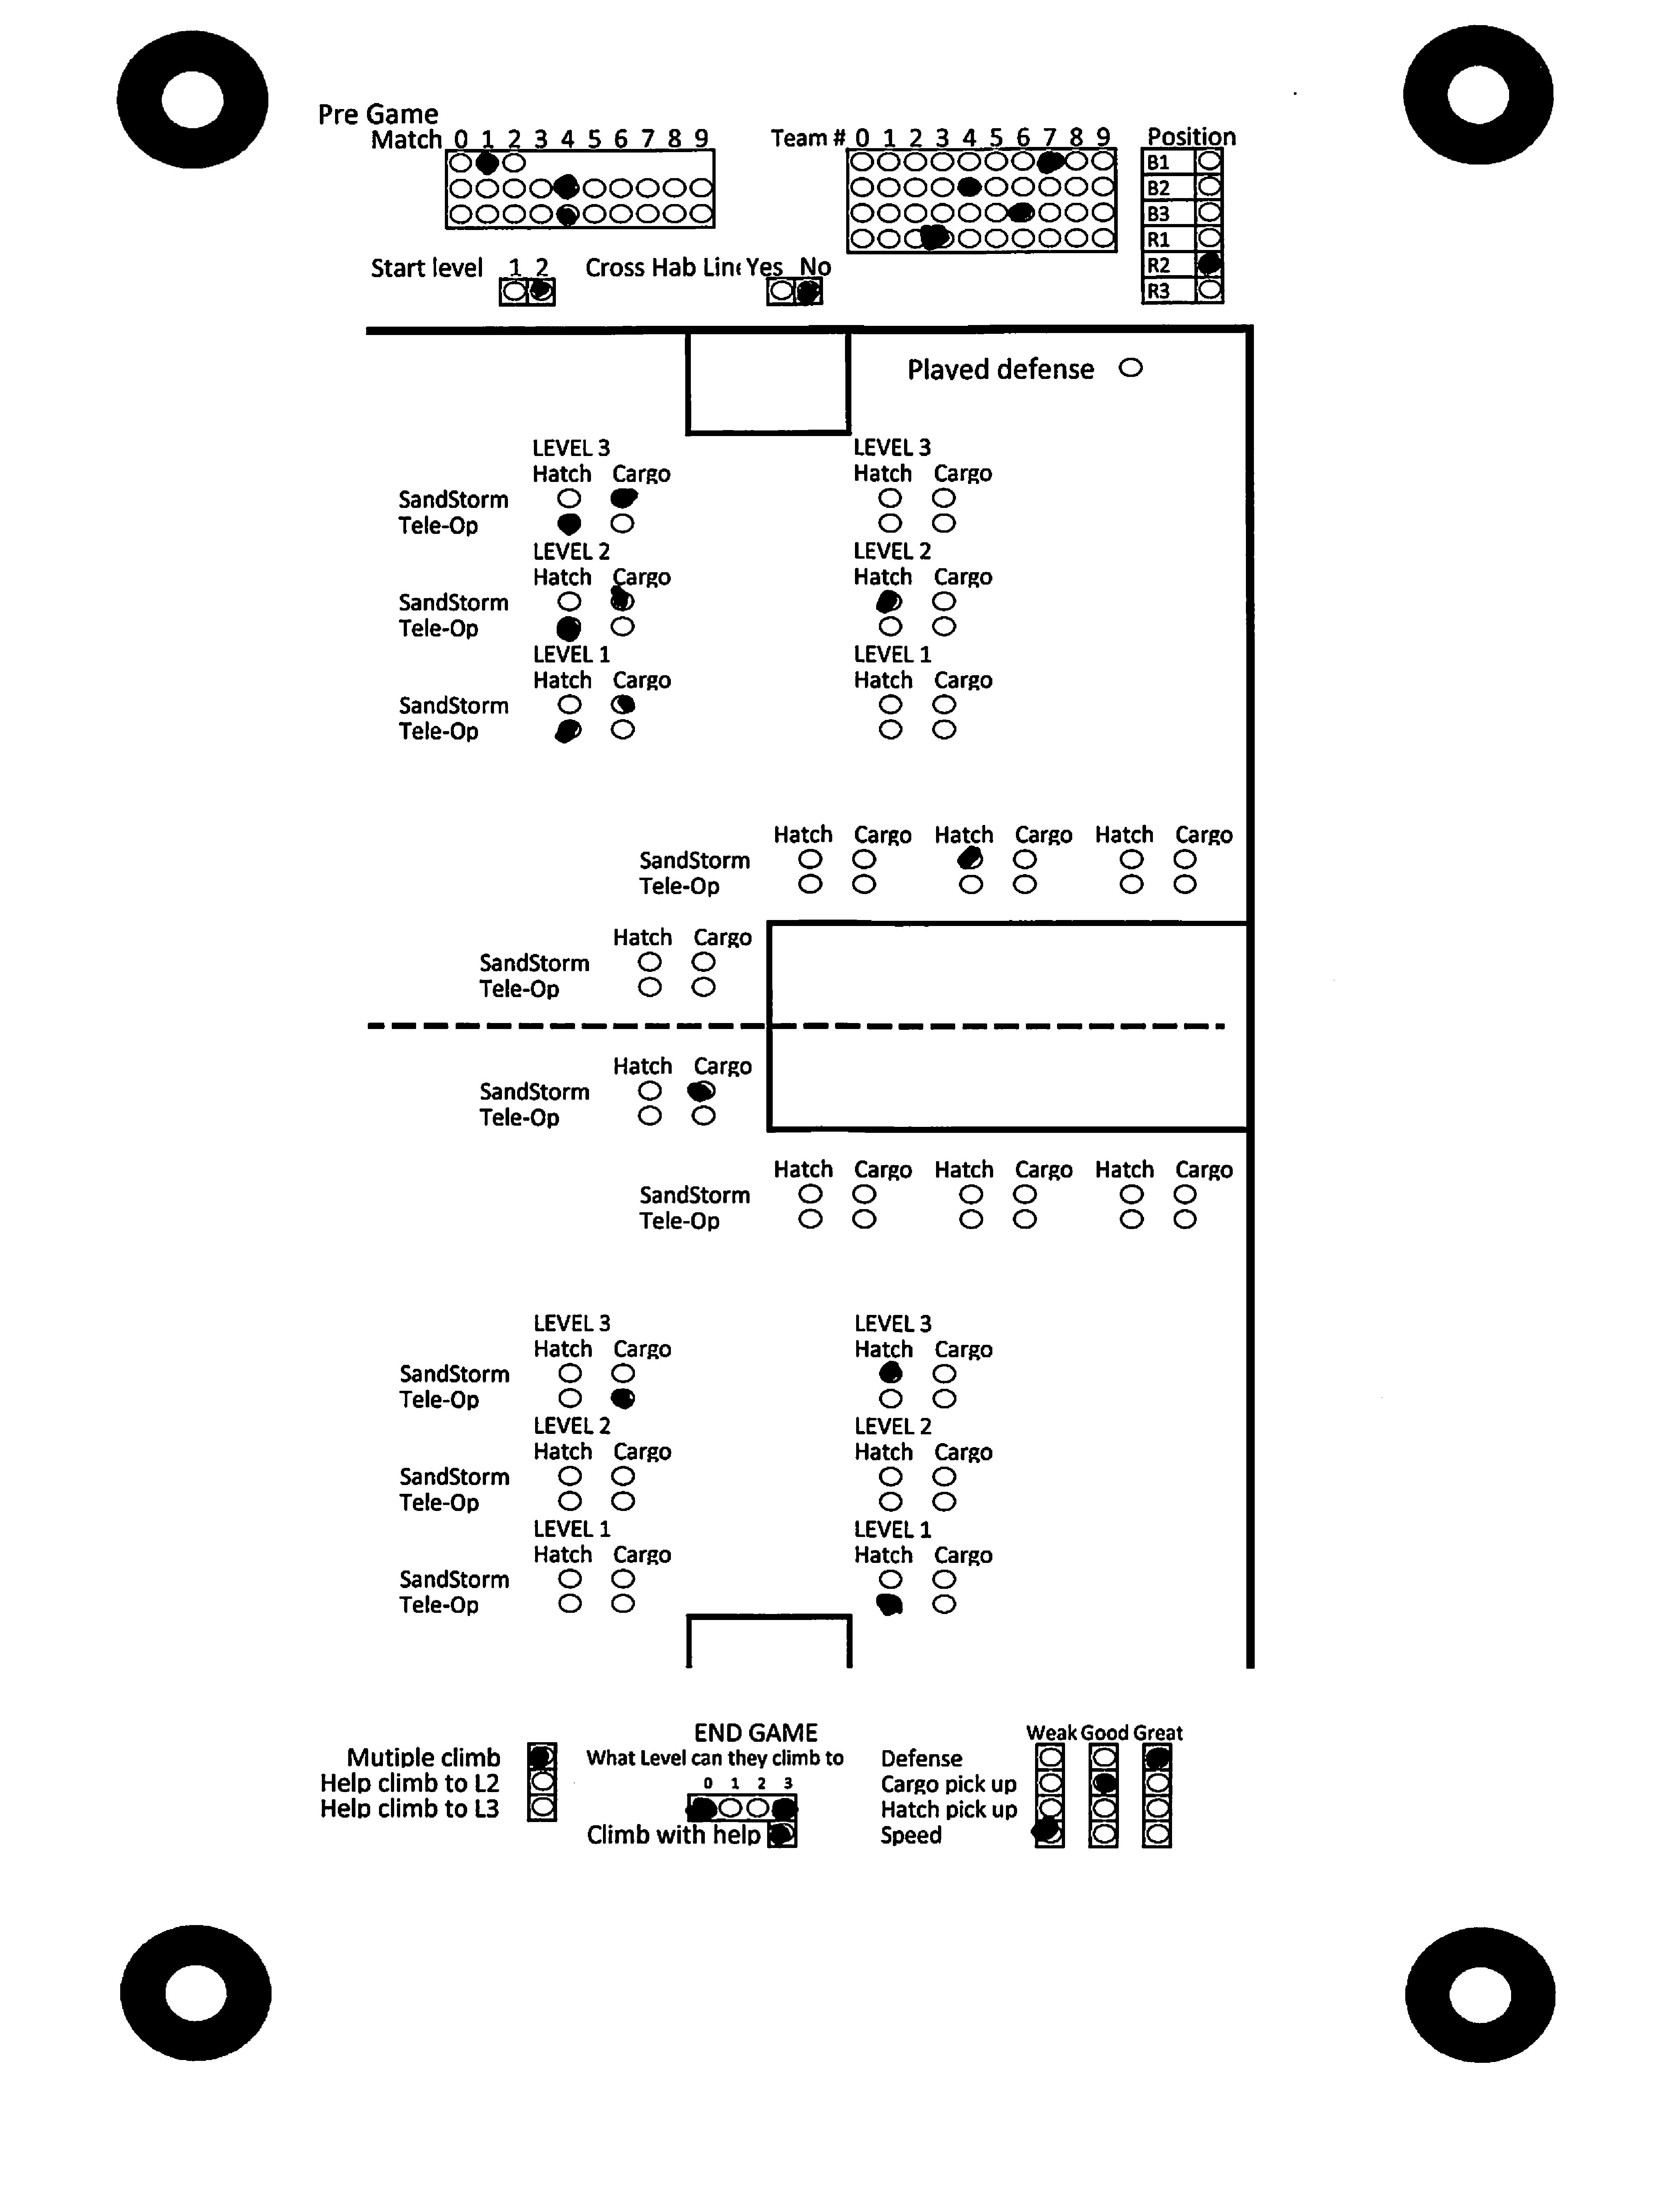 Pre Game
Match 0 1 2 3 4 5 6 7 8 9 Team # 0 1 2 3 4 5 6 7 8 9 Position
B1
B2
B3
R1
Start level 1 2 Cross Hab Line Yes No R2
R3
Played defense
LEVEL 3 LEVEL 3
Hatch Cargo Hatch Cargo
SandStorm
Tele-Op
LEVEL 2 LEVEL 2
Hatch Cargo Hatch Cargo
SandStorm
Tele-Op
LEVEL 1 LEVEL 1
Hatch Cargo Hatch Cargo
SandStorm
Tele-Op
Hatch Cargo Hatch Cargo Hatch Cargo
SandStorm
Tele-Op
Hatch Cargo
SandStorm
Tele-Op
Hatch Cargo
SandStorm
Tele-Op
Hatch Cargo Hatch Cargo Hatch Cargo
SandStorm
Tele-Op
LEVEL 3 LEVEL 3
Hatch Cargo Hatch Cargo
SandStorm
Tele-Op
LEVEL 2 LEVEL 2
Hatch Cargo Hatch Cargo
SandStorm
Tele-Op
LEVEL 1 LEVEL 1
Hatch Cargo Hatch Cargo
SandStorm
Tele-Op
END GAME Weak Good Great
Mutiple climb What Level can they climb to Defense
Help climb to L2 0 1 2 3 Cargo pick up
Help climb to L3 Hatch pick up
Climb with help Speed